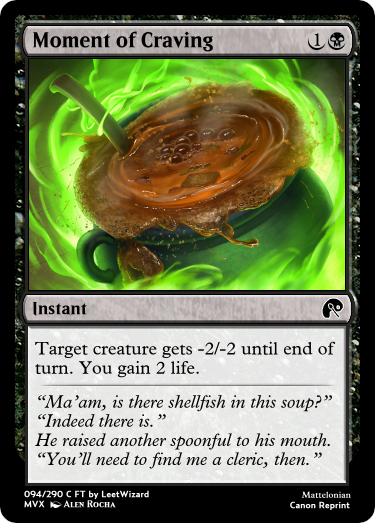 Moment of Craving 1
Instant
Target creature gets -2/-2 until end of
turn. You gain 2 life.
“Ma’am, is there shellfish in this soup?”
“Indeed there is.”
He raised another spoonful to his mouth.
“You’ll need to find me a cleric, then.”
094/290 C FT by LeetWizard
MVX Alen Rocha
Mattelonian
Canon Reprint